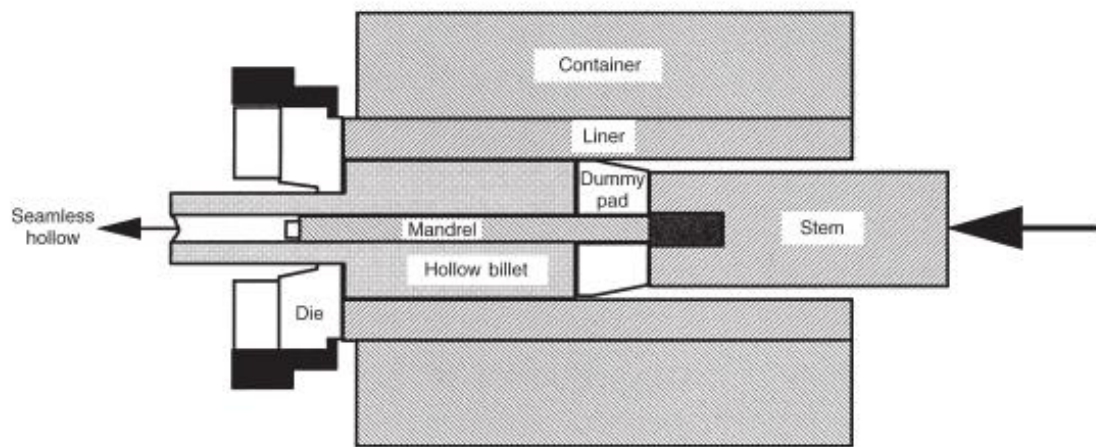 Container
Liner
Dummy
pad
Seamless
hollow
Mandrel
Stem
Hollow billet
Die